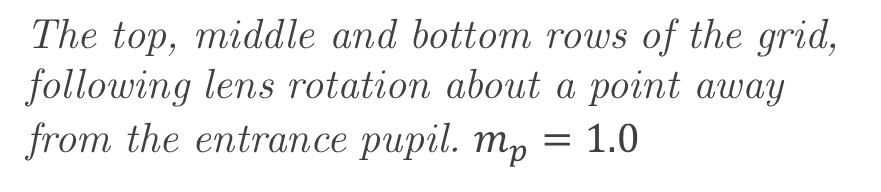 The top, middle and bottom rows of the grid,
following lens rotation about a point away
from the entrance pupil. mₚ = 1.0